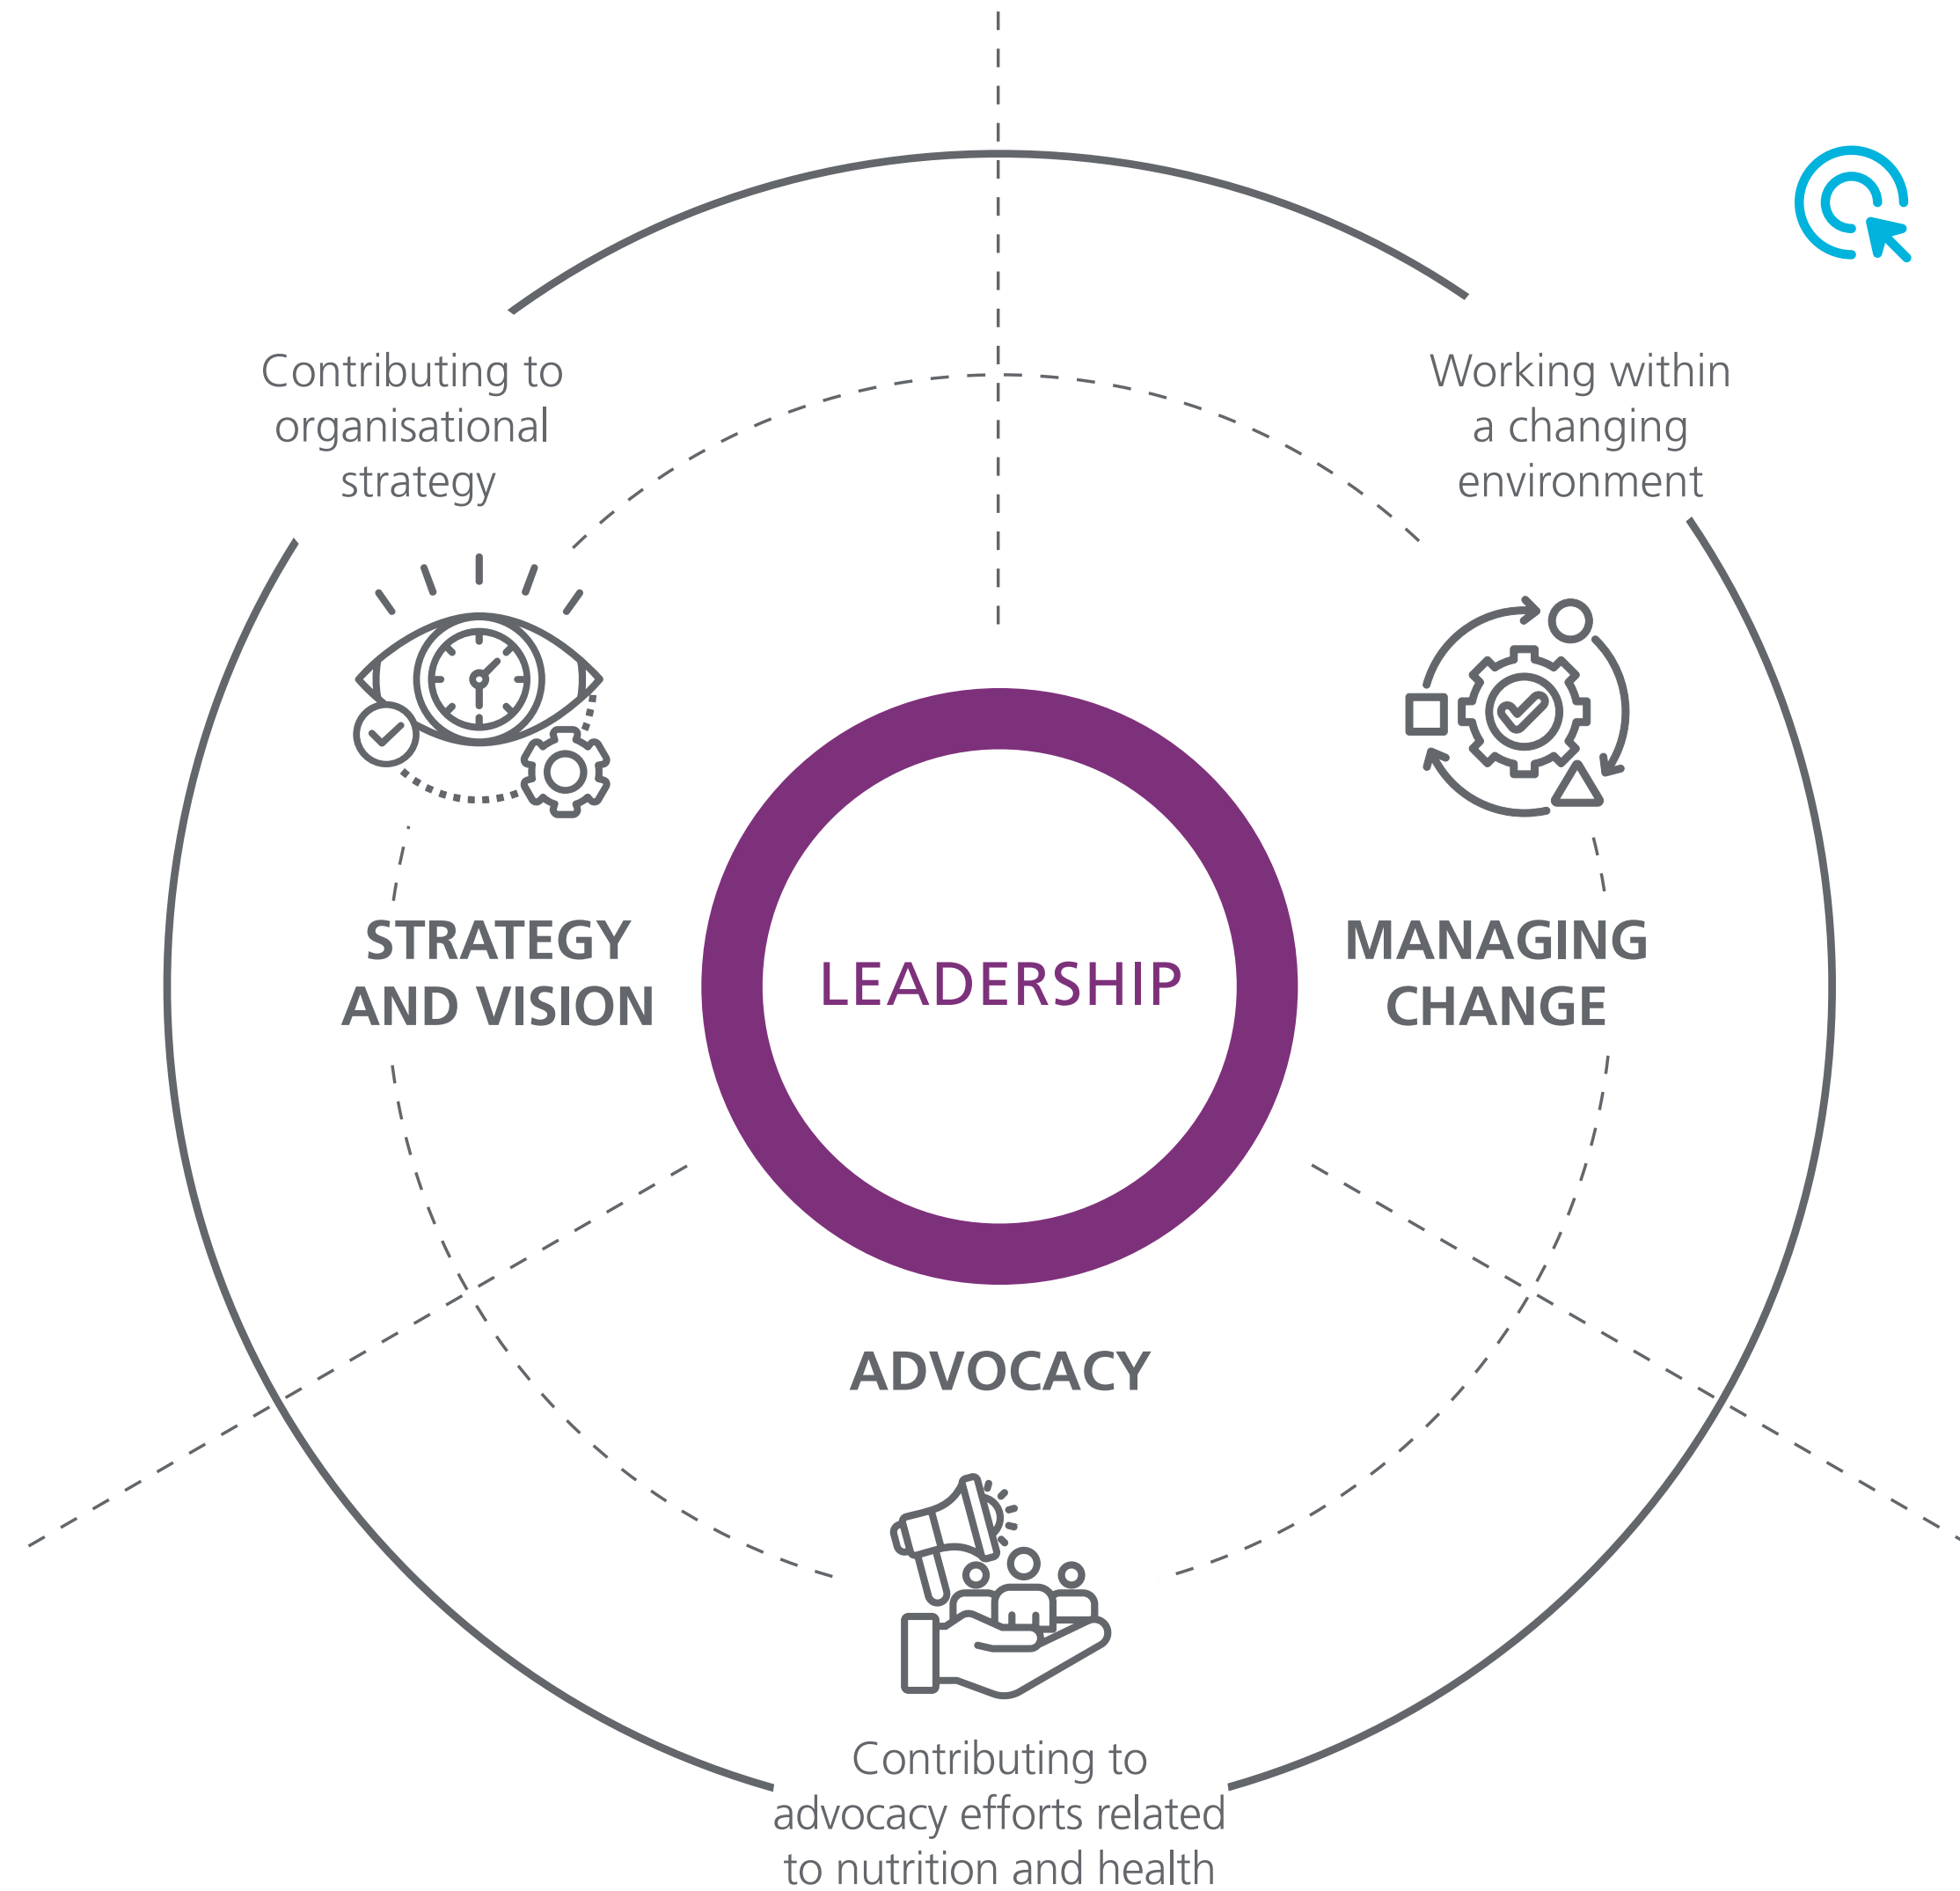 Contributing to
organisational
strategy
Working within
a changing
environment
STRATEGY
AND VISION
LEADERSHIP
MANAGING
CHANGE
ADVOCACY
Contributing to
advocacy efforts related
to nutrition and health